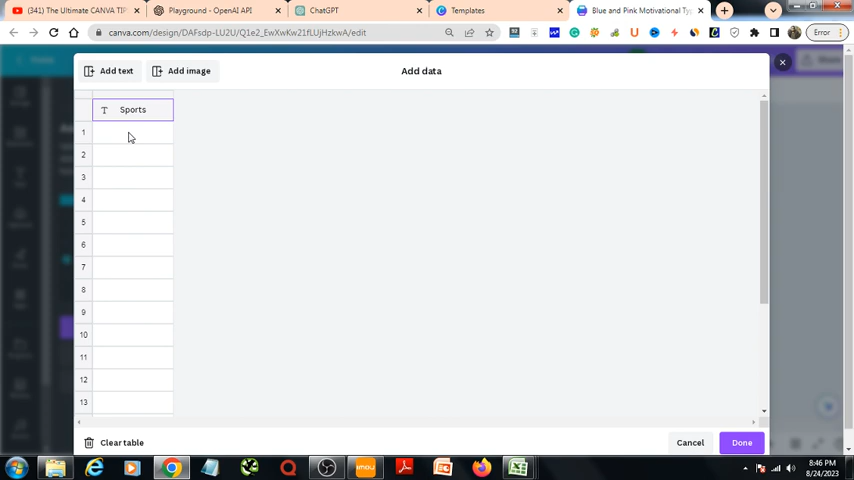 (341) The Ultimate CANVA TIP
Playground - OpenAI API
ChatGPT
Templates
Blue and Pink Motivational Typ
canva.com/design/DAFsdp-LU2U/Q1e2_EwXwKw21fLUjHzkwA/edit
Error
Add text
Add image
Add data
T Sports
1
2
3
4
5
6
7
8
9
10
11
12
13
Clear table
Cancel
Done
8:46 PM
8/24/2023